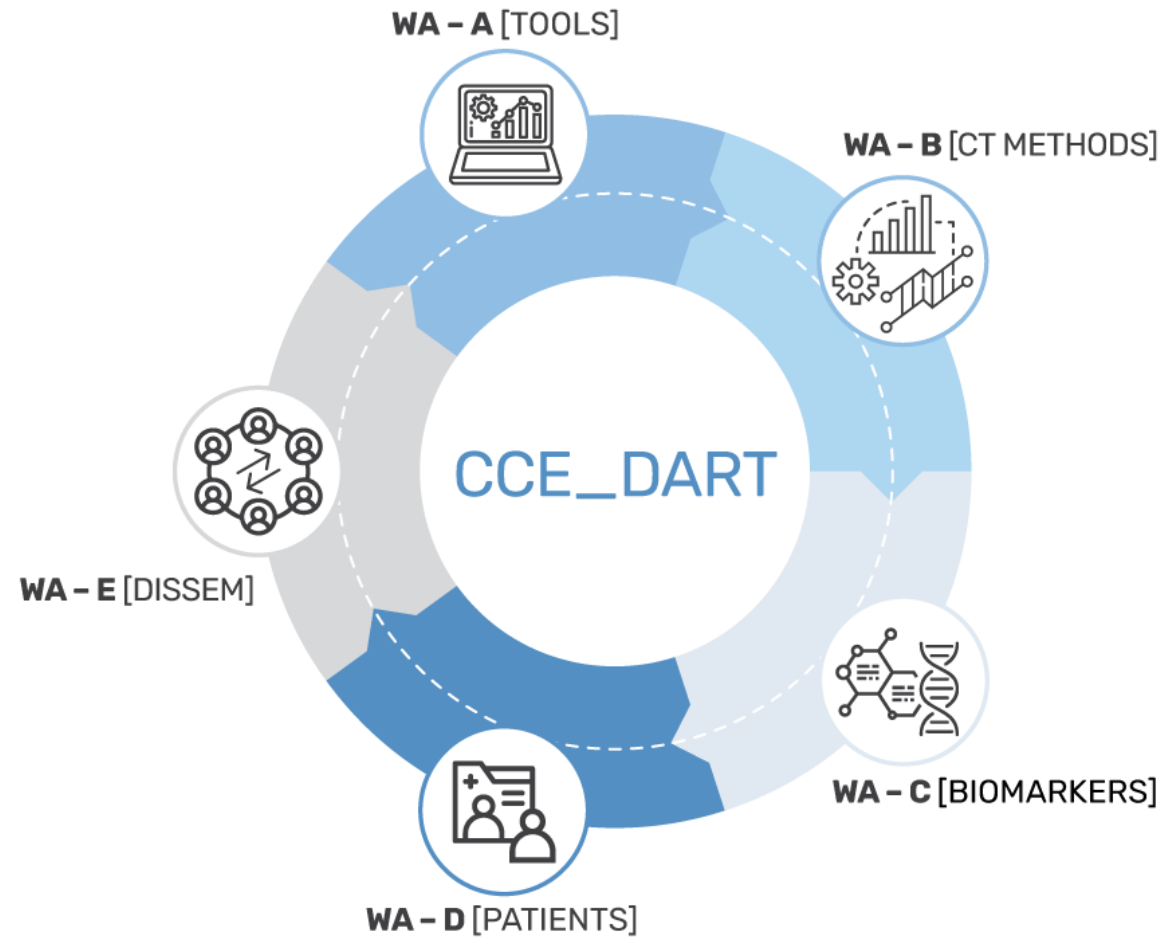 WA – A [TOOLS]
WA – B [CT METHODS]
CCE_DART
WA – E [DISSEM]
WA – C [BIOMARKERS]
WA – D [PATIENTS]